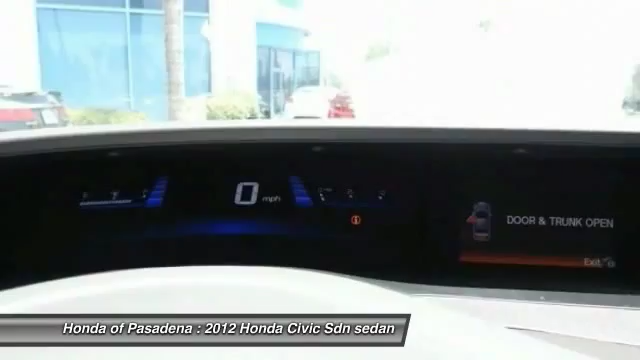 0 mph
DOOR & TRUNK OPEN
Exit
Honda of Pasadena : 2012 Honda Civic Sdn sedan